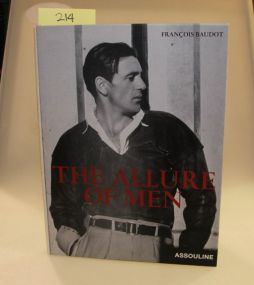 214
FRANÇOIS BAUDOT
THE ALLURE
OF MEN
ASSOULINE